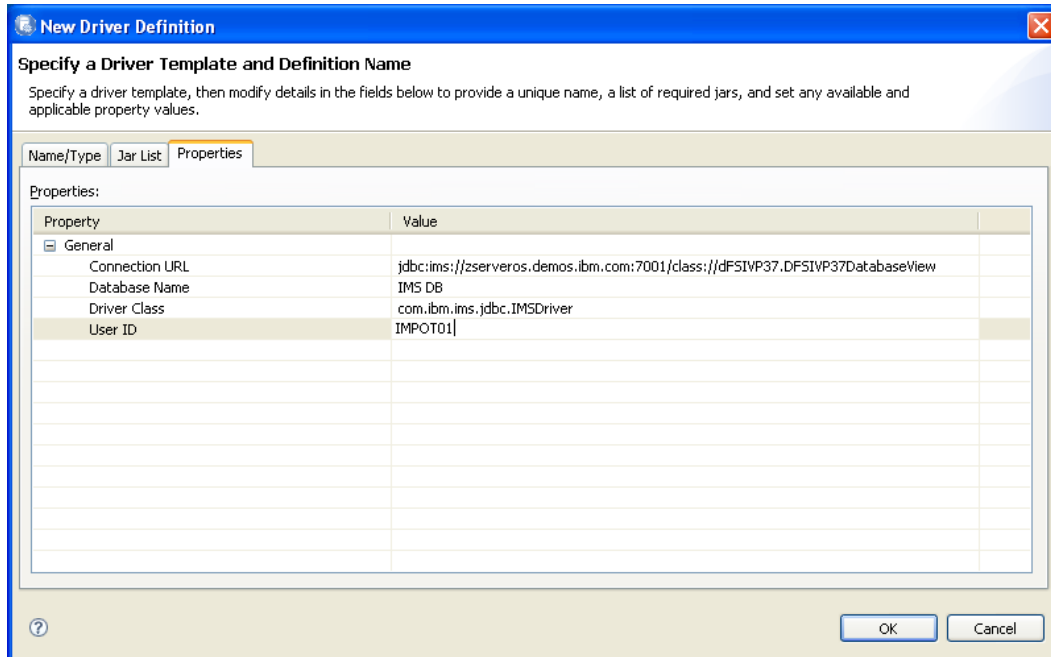 New Driver Definition
Specify a Driver Template and Definition Name
Specify a driver template, then modify details in the fields below to provide a unique name, a list of required jars, and set any available and
applicable property values.
Name/Type Jar List Properties
Properties:
Property Value
General
Connection URL jdbc:ims://zserveros.demos.ibm.com:7001/class://dFSIVP37.DFSIVP37DatabaseView
Database Name IMS DB
Driver Class com.ibm.ims.jdbc.IMSDriver
User ID IMPOT01
? OK Cancel